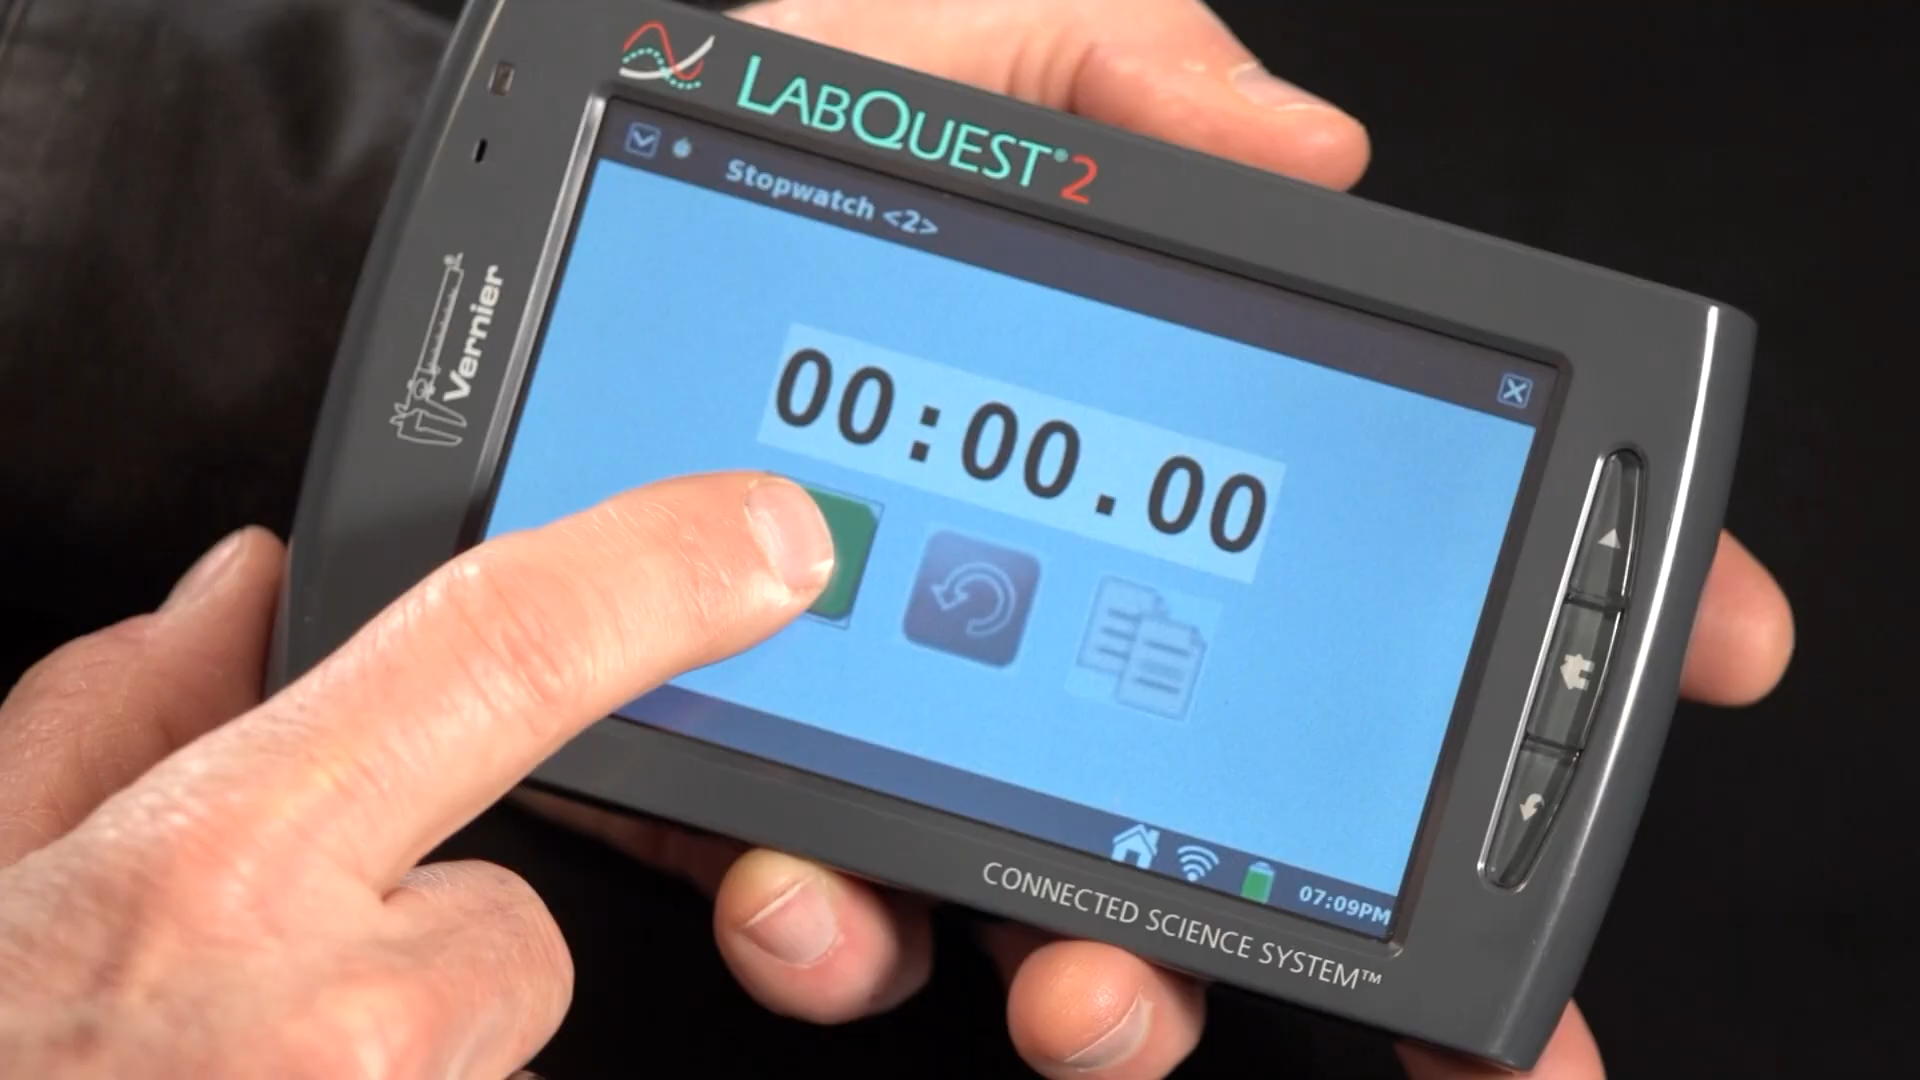 LABQUEST®2
Vernier
Stopwatch <2>
00:00.00
07:09PM
CONNECTED SCIENCE SYSTEM™